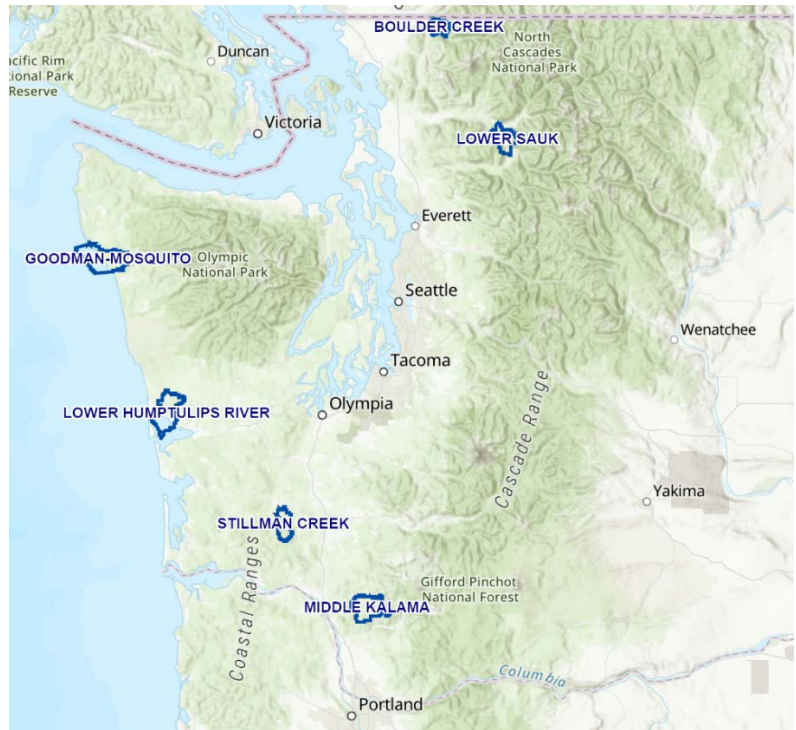 BOULDER CREEK
North
Cascades
National Park
Duncan
acific Rim
tional Park
Reserve
Victoria
LOWER SAUK
Everett
GOODMAN-MOSQUITO
Olympic
National Park
Seattle
Wenatchee
Tacoma
LOWER HUMPTULIPS RIVER
Olympia
Cascade Range
Yakima
STILLMAN CREEK
Coastal Ranges
Gifford Pinchot
National Forest
MIDDLE KALAMA
Columbia
Portland